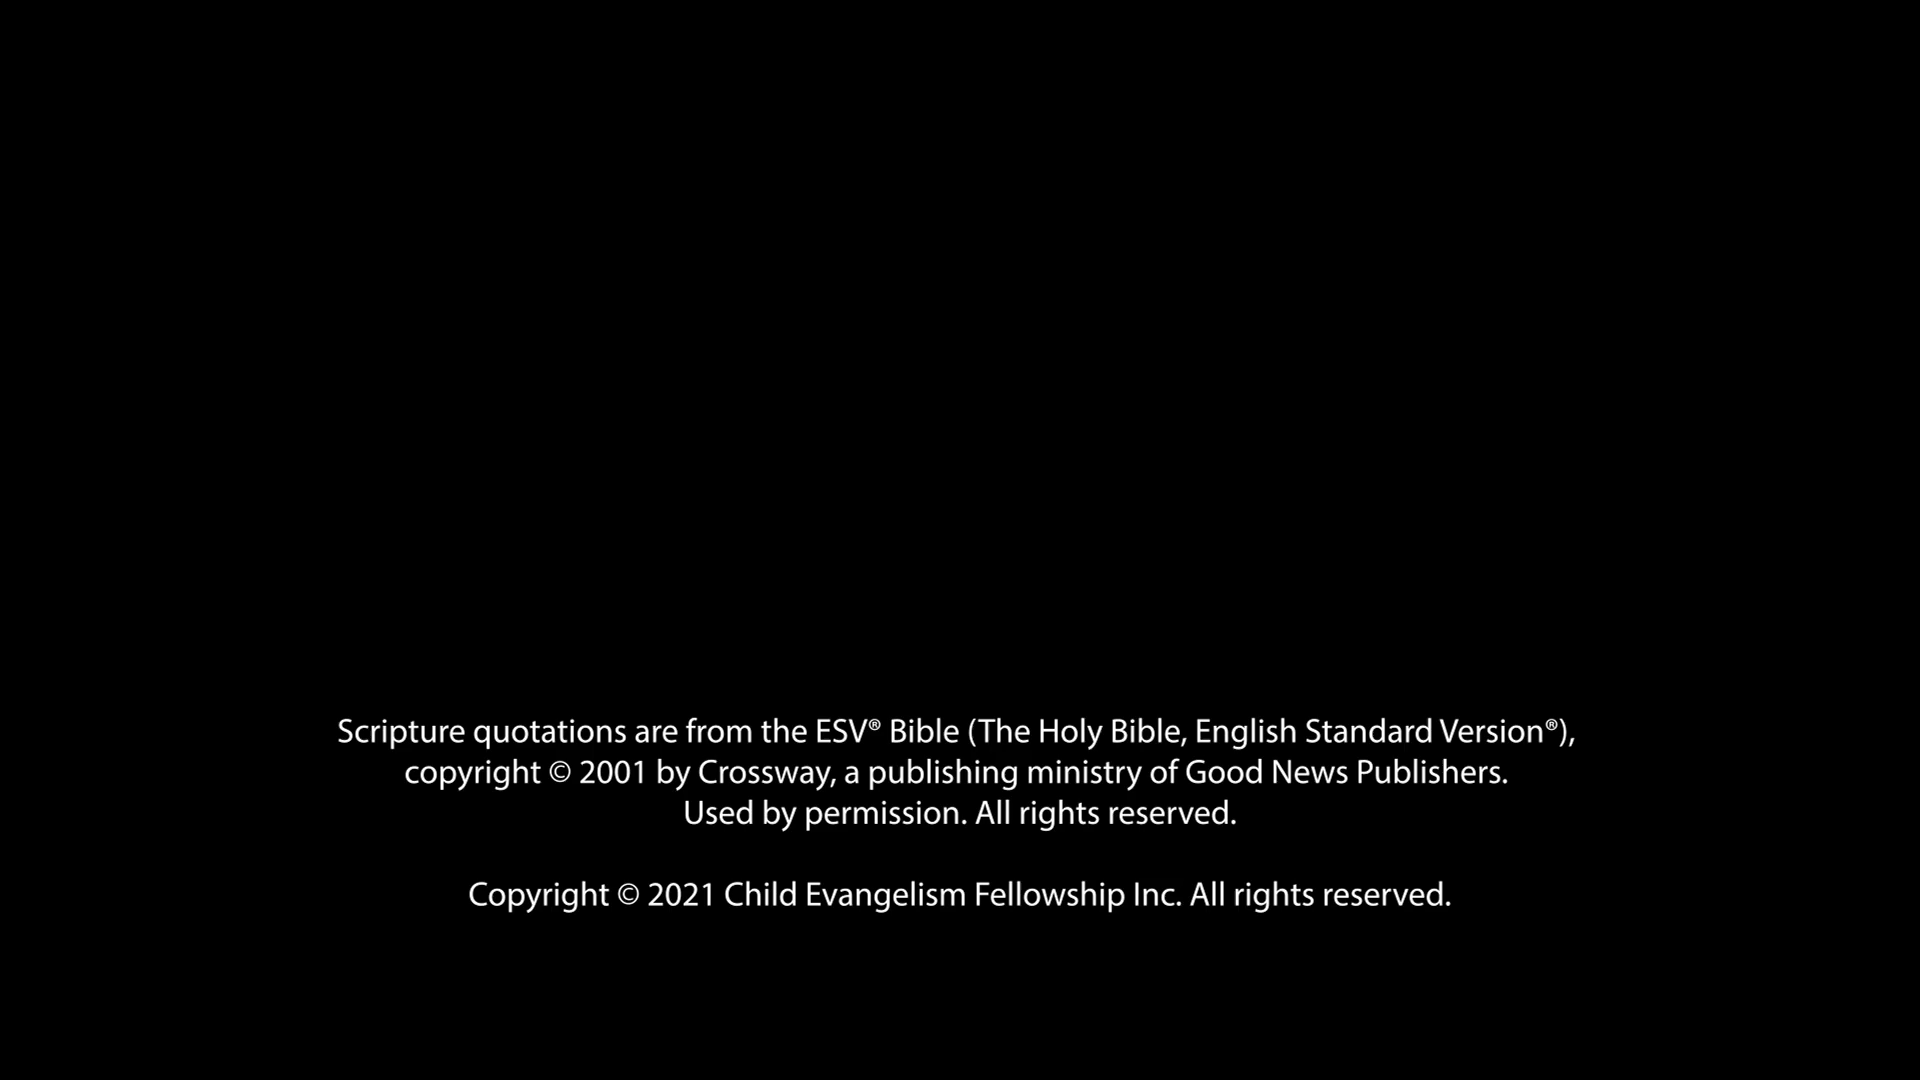 Scripture quotations are from the ESV® Bible (The Holy Bible, English Standard Version®),
copyright © 2001 by Crossway, a publishing ministry of Good News Publishers.
Used by permission. All rights reserved.
Copyright © 2021 Child Evangelism Fellowship Inc. All rights reserved.